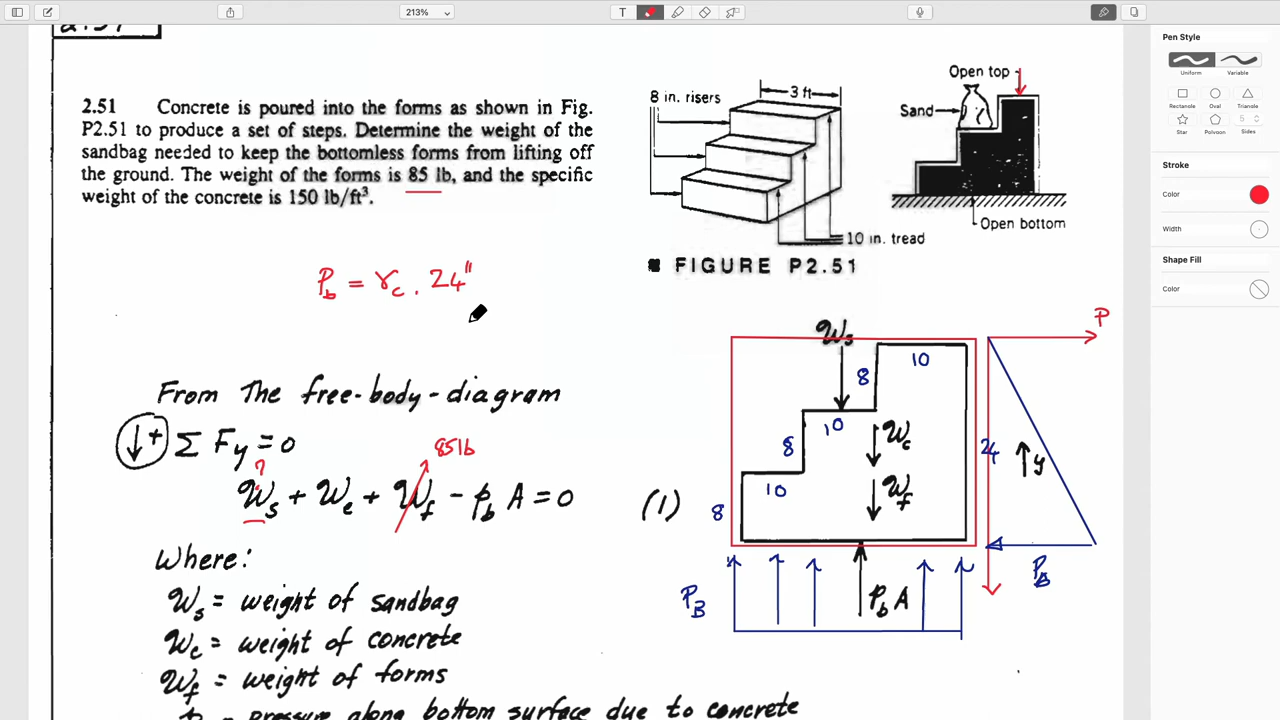 213%
2.51 Concrete is poured into the forms as shown in Fig.
P2.51 to produce a set of steps. Determine the weight of the
sandbag needed to keep the bottomless forms from lifting off
the ground. The weight of the forms is 85 lb, and the specific
weight of the concrete is 150 lb/ft³.
8 in. risers
3 ft
10 in. tread
Open top
Sand
Open bottom
FIGURE P2.51
P_b = γ_c . 24"
From the free-body-diagram
↓+ Σ F_y = 0
?
85lb
W_s + W_c + W_f - p_b A = 0 (1)
Where:
W_s = weight of sandbag
W_c = weight of concrete
W_f = weight of forms
= pressure along bottom surface due to concrete
W_s
10
8
10
8
W_c
10
W_f
8
24
y
P
P_B
P_B
p_b A
Pen Style
Uniform
Variable
Rectangle
Oval
Triangle
Star
Polygon
5
Sides
Stroke
Color
Width
Shape Fill
Color